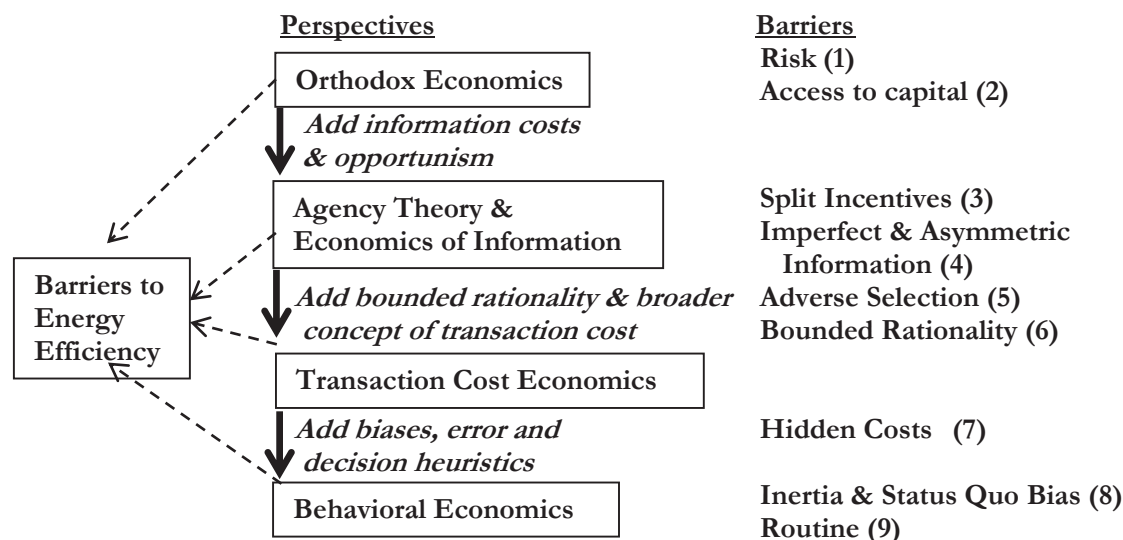 Perspectives
Barriers
Risk (1)
Orthodox Economics
Access to capital (2)
Add information costs
& opportunism
Agency Theory &
Economics of Information
Split Incentives (3)
Imperfect & Asymmetric
Information (4)
Barriers to
Energy
Efficiency
Add bounded rationality & broader
concept of transaction cost
Adverse Selection (5)
Bounded Rationality (6)
Transaction Cost Economics
Add biases, error and
decision heuristics
Hidden Costs (7)
Behavioral Economics
Inertia & Status Quo Bias (8)
Routine (9)